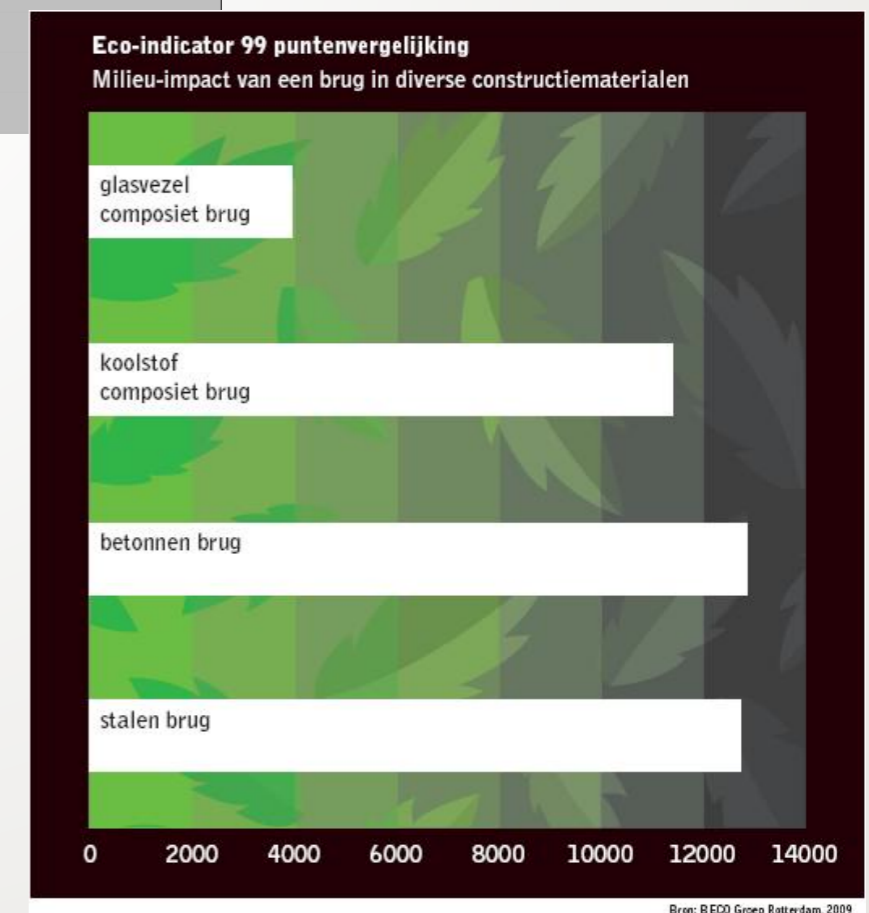 Eco-indicator 99 puntenvergelijking
Milieu-impact van een brug in diverse constructiematerialen
glasvezel
composiet brug
koolstof
composiet brug
betonnen brug
stalen brug
0 2000 4000 6000 8000 10000 12000 14000
Bron: BECO Groep Rotterdam, 2009